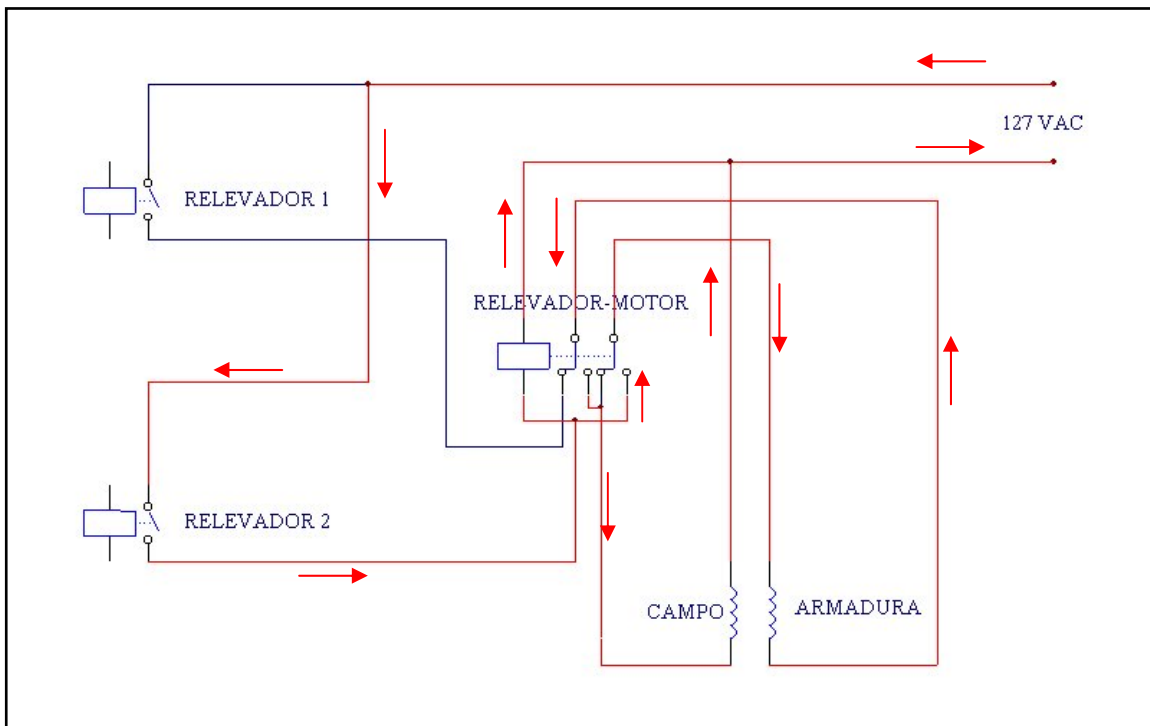 127 VAC
RELEVADOR 1
RELEVADOR-MOTOR
RELEVADOR 2
CAMPO
ARMADURA